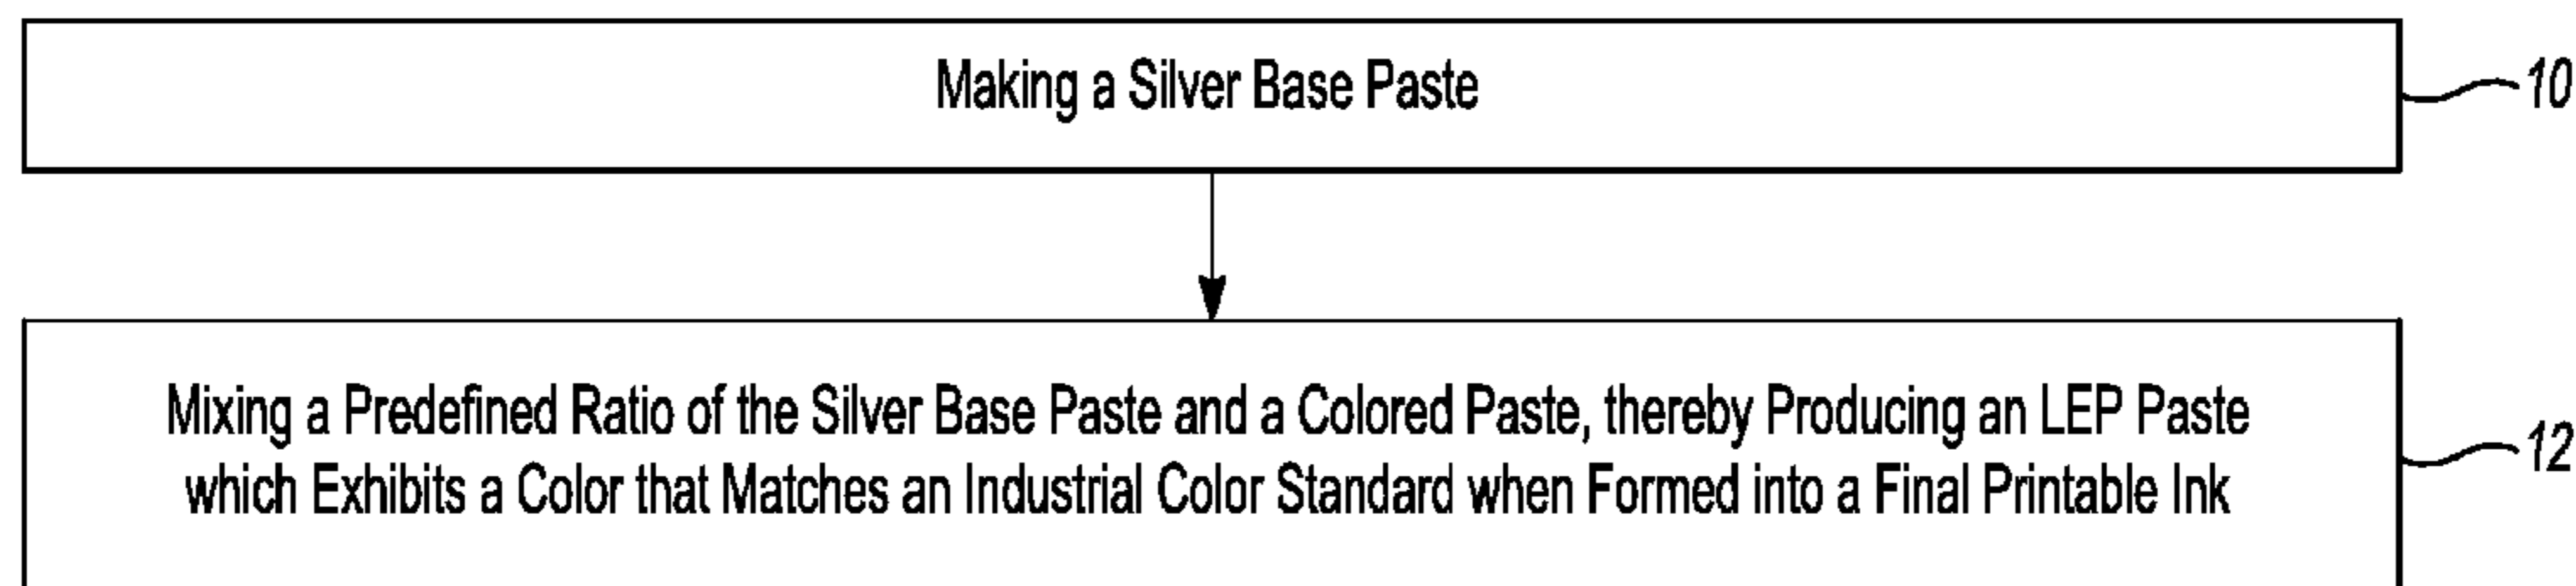 Making a Silver Base Paste
10
Mixing a Predefined Ratio of the Silver Base Paste and a Colored Paste, thereby Producing an LEP Paste
which Exhibits a Color that Matches an Industrial Color Standard when Formed into a Final Printable Ink
12